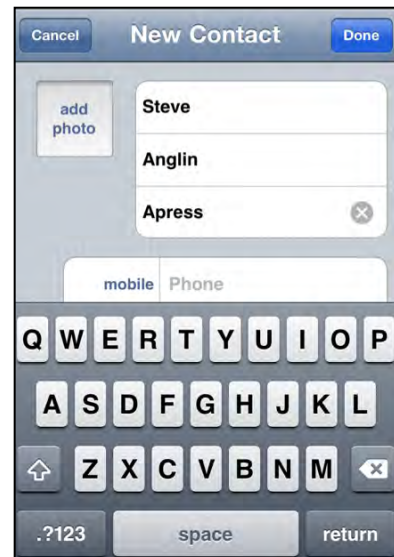 Cancel New Contact Done
add
photo
Steve
Anglin
Apress
mobile Phone
Q W E R T Y U I O P
A S D F G H J K L
Z X C V B N M
.?123 space return